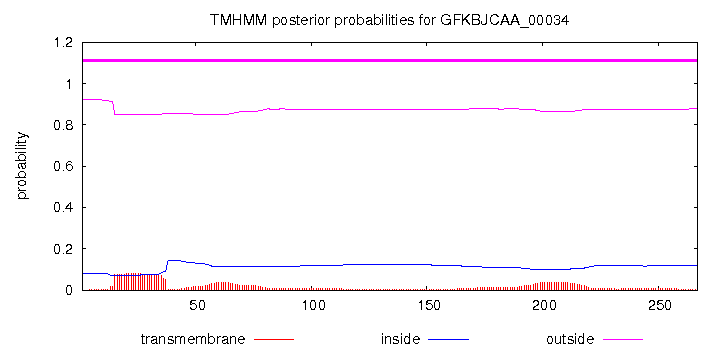 TMHMM posterior probabilities for GFKBJCAA_00034
1.2
1
0.8
0.6
0.4
0.2
0
probability
50 100 150 200 250
transmembrane inside outside